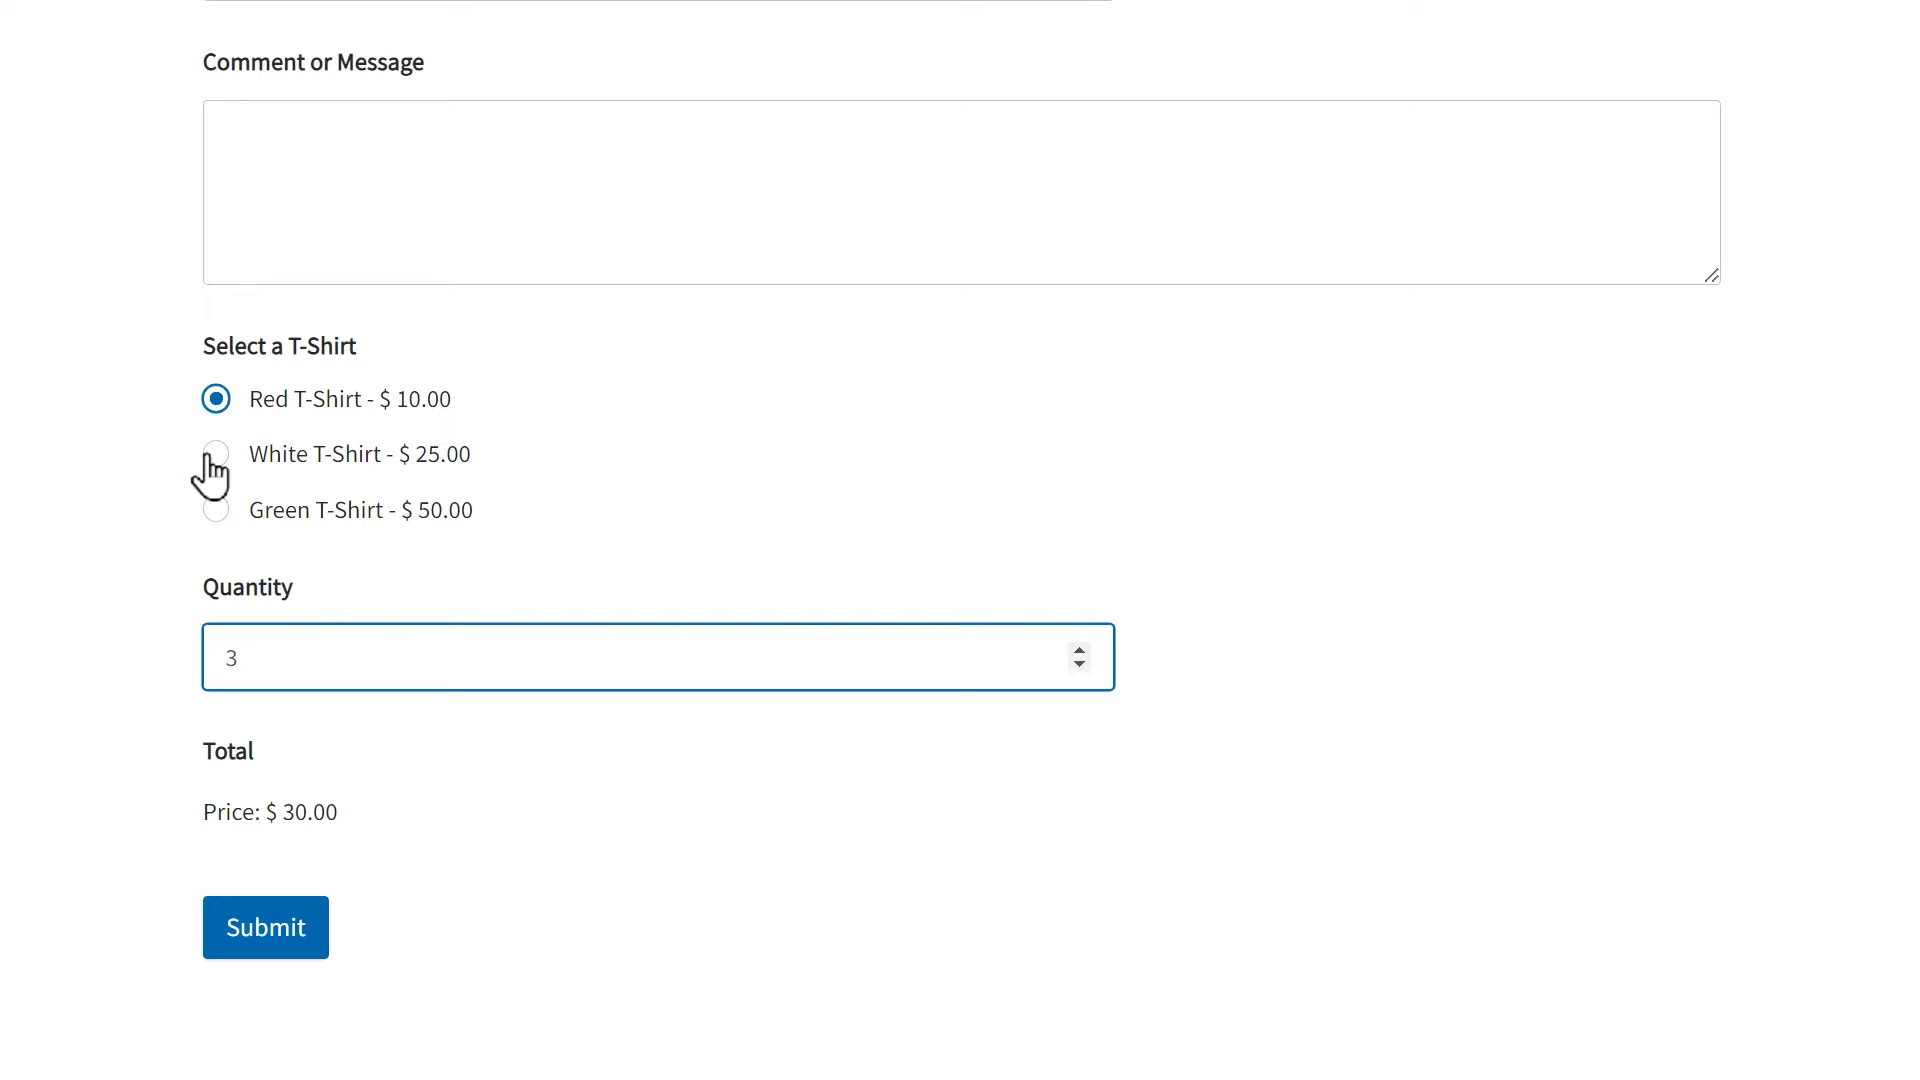 Comment or Message
Select a T-Shirt
Red T-Shirt - $ 10.00
White T-Shirt - $ 25.00
Green T-Shirt - $ 50.00
Quantity
3
Total
Price: $ 30.00
Submit